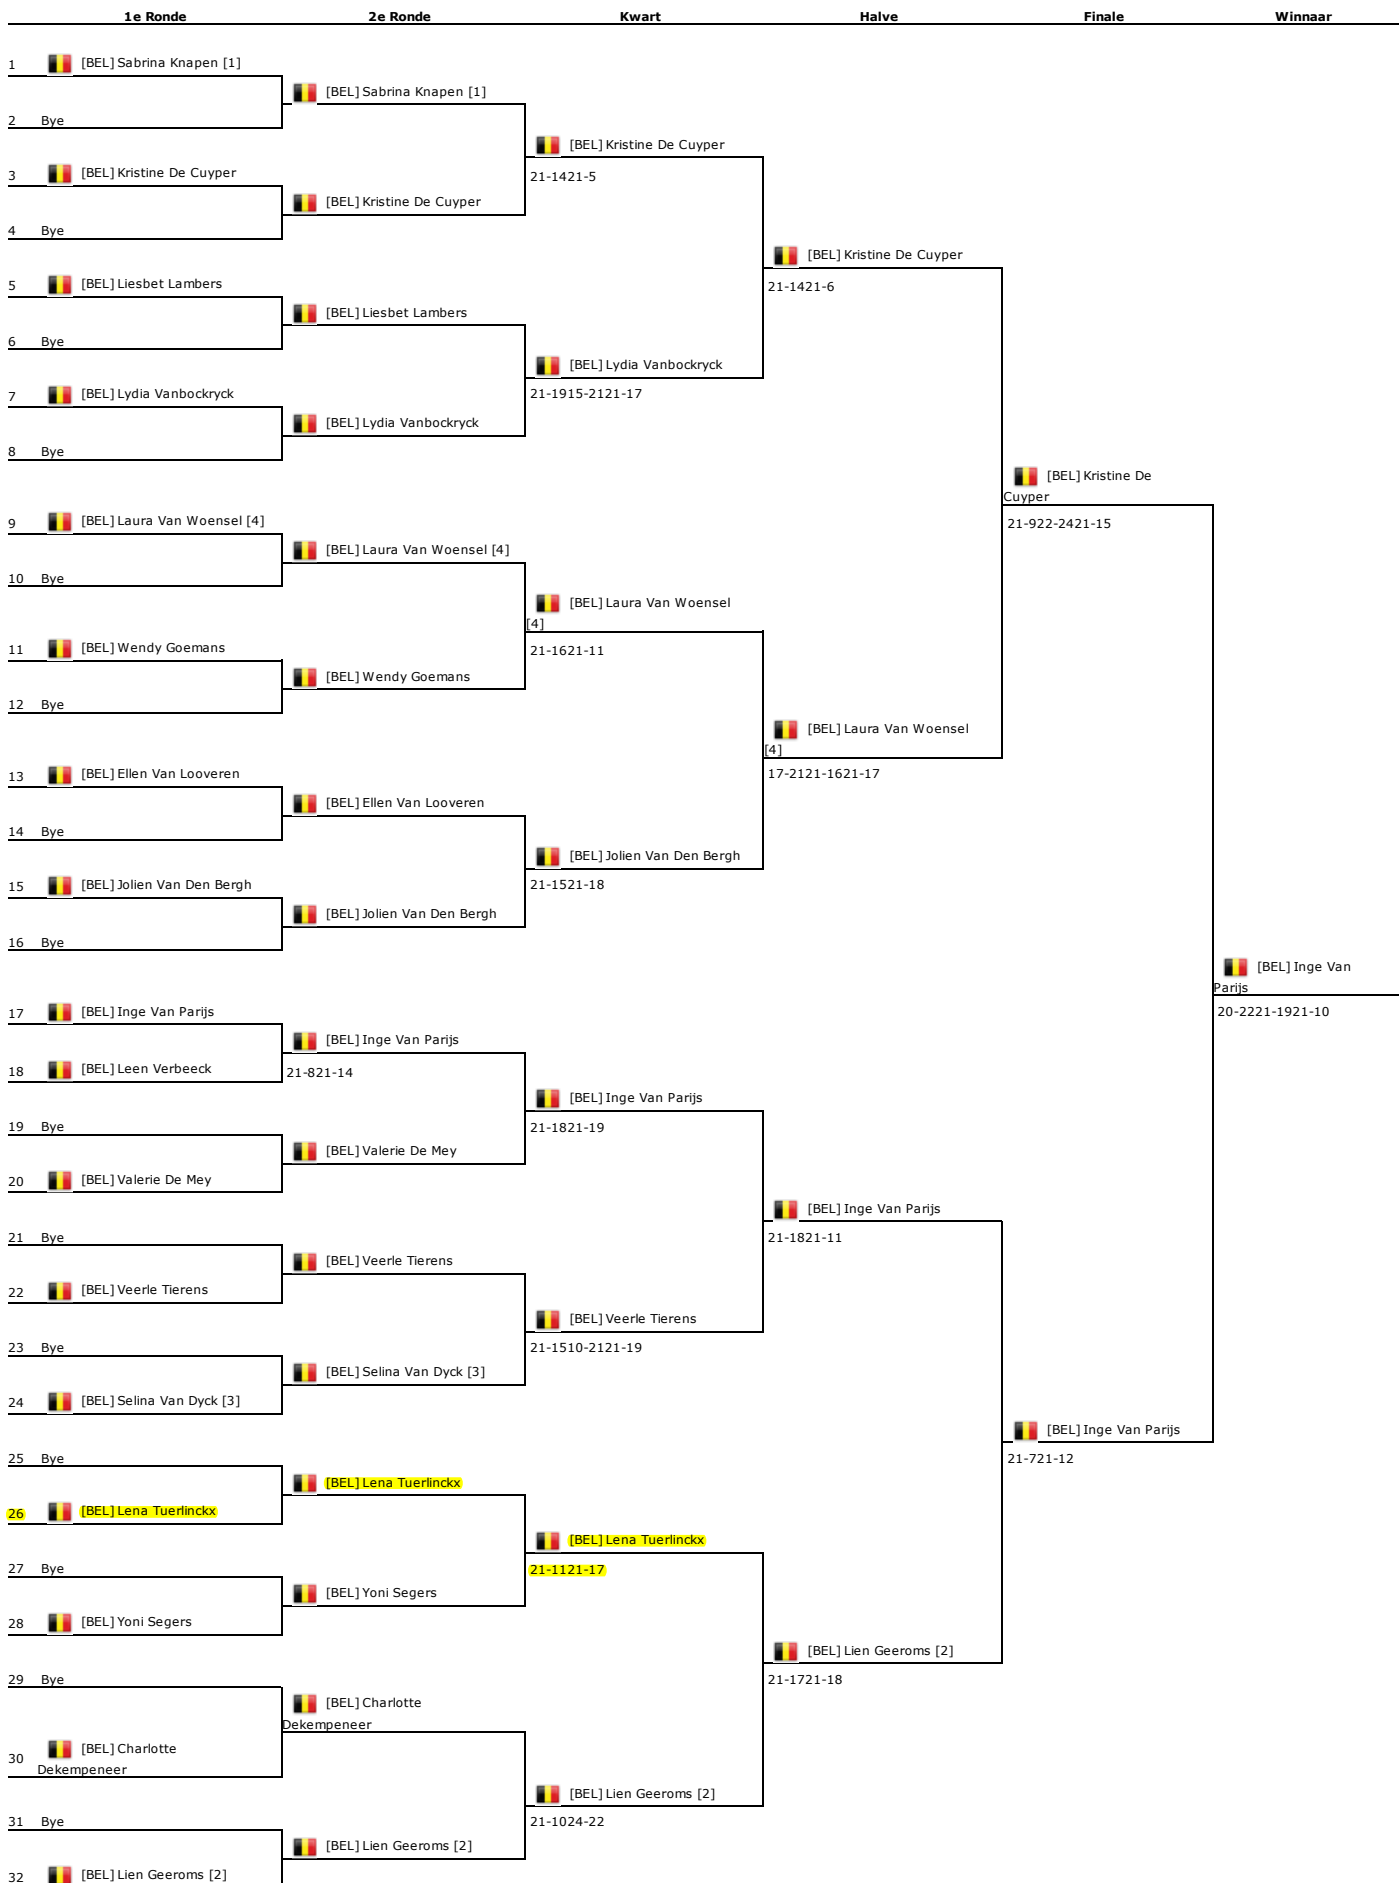 1e Ronde 2e Ronde Kwart Halve Finale Winnaar
1 [BEL] Sabrina Knapen [1]
[BEL] Sabrina Knapen [1]
2 Bye
[BEL] Kristine De Cuyper
3 [BEL] Kristine De Cuyper
21-1421-5
[BEL] Kristine De Cuyper
4 Bye
[BEL] Kristine De Cuyper
5 [BEL] Liesbet Lambers
21-1421-6
[BEL] Liesbet Lambers
6 Bye
[BEL] Lydia Vanbockryck
7 [BEL] Lydia Vanbockryck
21-1915-2121-17
[BEL] Lydia Vanbockryck
8 Bye
[BEL] Kristine De
Cuyper
9 [BEL] Laura Van Woensel [4]
21-922-2421-15
[BEL] Laura Van Woensel [4]
10 Bye
[BEL] Laura Van Woensel
[4]
11 [BEL] Wendy Goemans
21-1621-11
[BEL] Wendy Goemans
12 Bye
[BEL] Laura Van Woensel
[4]
13 [BEL] Ellen Van Looveren
17-2121-1621-17
[BEL] Ellen Van Looveren
14 Bye
[BEL] Jolien Van Den Bergh
15 [BEL] Jolien Van Den Bergh
21-1521-18
[BEL] Jolien Van Den Bergh
16 Bye
[BEL] Inge Van
Parijs
17 [BEL] Inge Van Parijs
20-2221-1921-10
[BEL] Inge Van Parijs
18 [BEL] Leen Verbeeck
21-821-14
[BEL] Inge Van Parijs
19 Bye
21-1821-19
[BEL] Valerie De Mey
20 [BEL] Valerie De Mey
[BEL] Inge Van Parijs
21 Bye
21-1821-11
[BEL] Veerle Tierens
22 [BEL] Veerle Tierens
[BEL] Veerle Tierens
23 Bye
21-1510-2121-19
[BEL] Selina Van Dyck [3]
24 [BEL] Selina Van Dyck [3]
[BEL] Inge Van Parijs
25 Bye
21-721-12
[BEL] Lena Tuerlinckx
26 [BEL] Lena Tuerlinckx
[BEL] Lena Tuerlinckx
27 Bye
21-1121-17
[BEL] Yoni Segers
28 [BEL] Yoni Segers
[BEL] Lien Geeroms [2]
29 Bye
21-1721-18
[BEL] Charlotte
Dekempeneer
30 [BEL] Charlotte
Dekempeneer
[BEL] Lien Geeroms [2]
31 Bye
21-1024-22
[BEL] Lien Geeroms [2]
32 [BEL] Lien Geeroms [2]